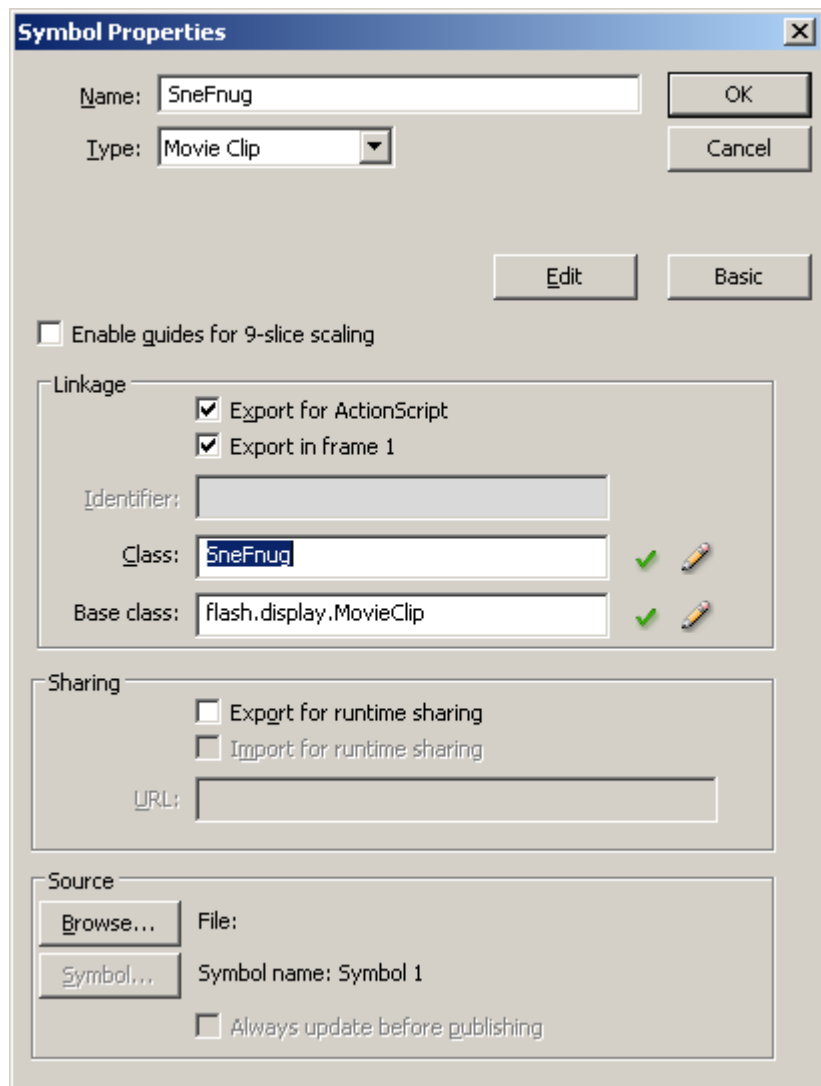 Symbol Properties
Name: SneFnug OK
Type: Movie Clip Cancel
Edit Basic
Enable guides for 9-slice scaling
Linkage
Export for ActionScript
Export in frame 1
Identifier:
Class: SneFnug
Base class: flash.display.MovieClip
Sharing
Export for runtime sharing
Import for runtime sharing
URL:
Source
Browse... File:
Symbol... Symbol name: Symbol 1
Always update before publishing